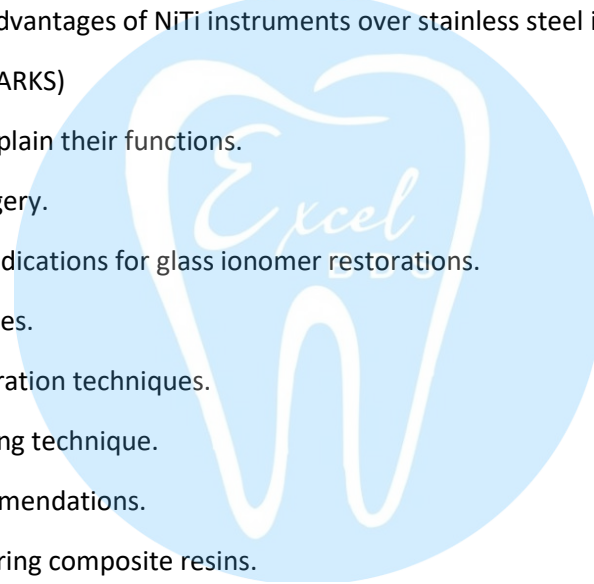 dvantages of NiTi instruments over stainless steel i
ARKS)
plain their functions.
gery.
dications for glass ionomer restorations.
es.
ration techniques.
ng technique.
mendations.
ring composite resins.
Excel
BDS